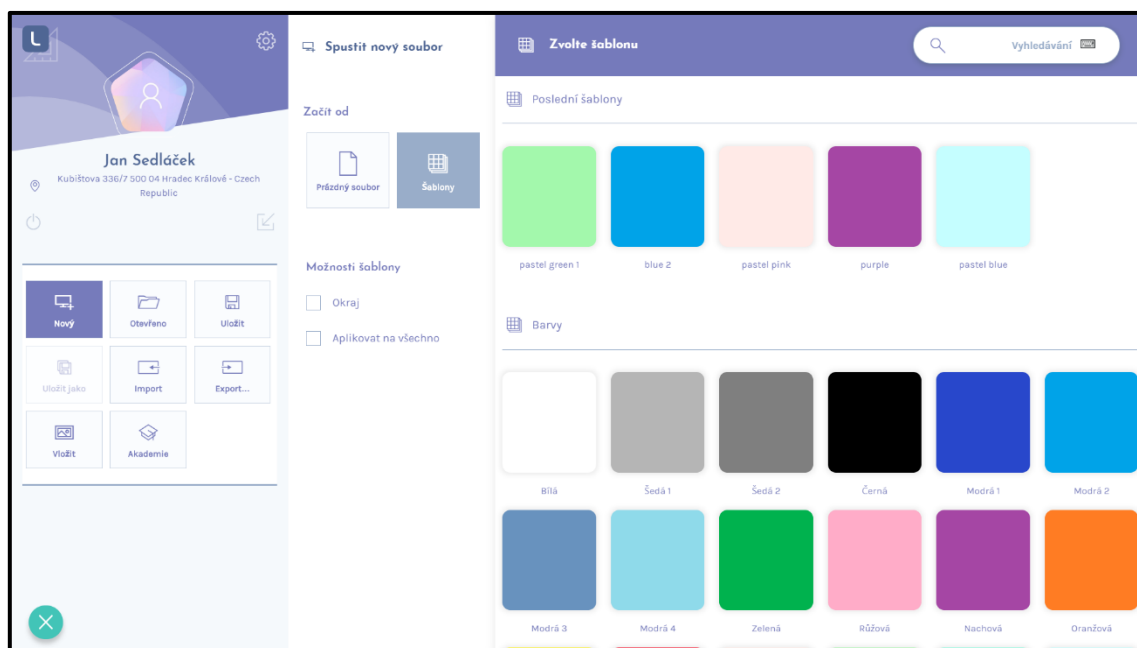 L
Jan Sedláček
Kubištova 336/7 500 04 Hradec Králové - Czech
Republic
Nový
Otevřeno
Uložit
Uložit jako
Import
Export...
Vložit
Akademie
Spustit nový soubor
Začít od
Prázdný soubor
Šablony
Možnosti šablony
Okraj
Aplikovat na všechno
Zvolte šablonu
Vyhledávání
Poslední šablony
pastel green 1
blue 2
pastel pink
purple
pastel blue
Barvy
Bílá
Šedá 1
Šedá 2
Černá
Modrá 1
Modrá 2
Modrá 3
Modrá 4
Zelená
Růžová
Nachová
Oranžová